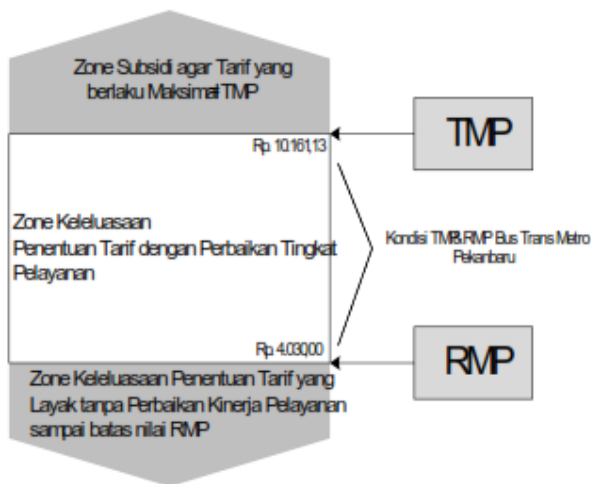 Zone Subsidi agar Tarif yang
berlaku Maksimal=TMP
TMP
Rp. 10.161,13
Zone Keleluasaan
Penentuan Tarif dengan Perbaikan Tingkat
Pelayanan
Kondisi TMP&RMP Bus Trans Metro
Pekanbaru
Rp. 4.030,00
RMP
Zone Keleluasaan Penentuan Tarif yang
Layak tanpa Perbaikan Kinerja Pelayanan
sampai batas nilai RMP